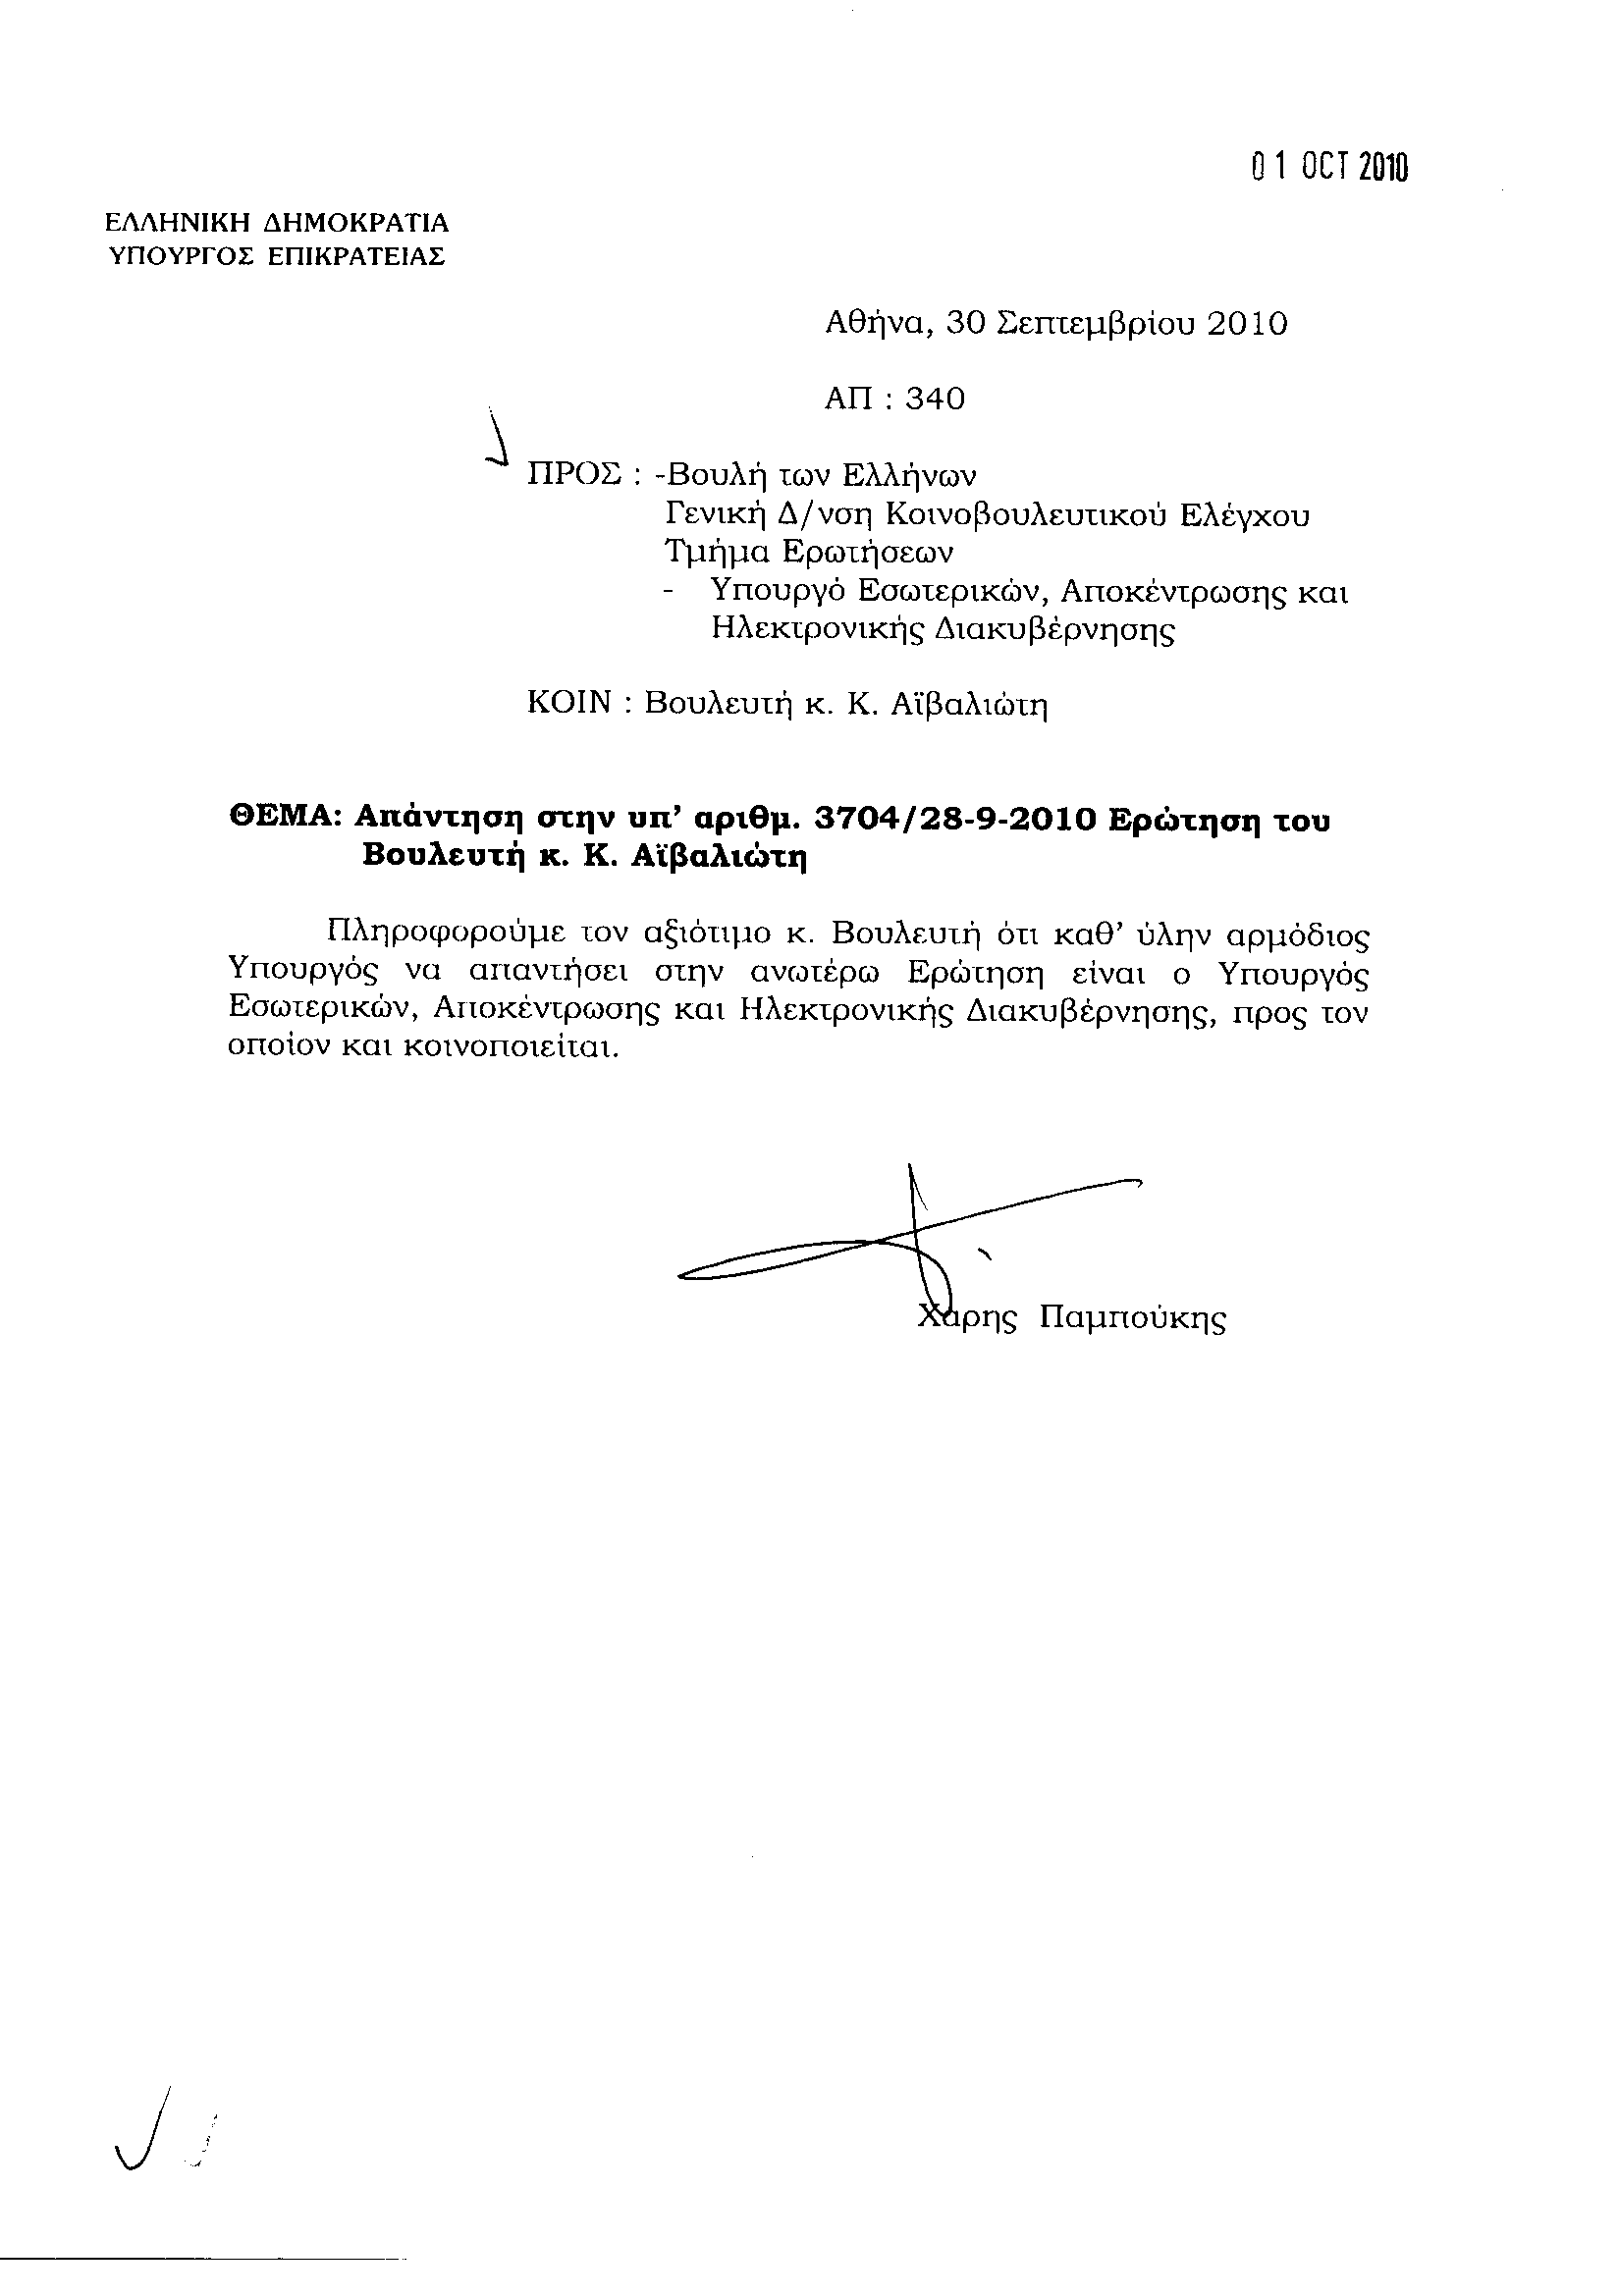 01 OCT 2010
ΕΛΛΗΝΙΚΗ ΔΗΜΟΚΡΑΤΙΑ
ΥΠΟΥΡΓΟΣ ΕΠΙΚΡΑΤΕΙΑΣ
Αθήνα, 30 Σεπτεμβρίου 2010
ΑΠ : 340
ΠΡΟΣ : -Βουλή των Ελλήνων
Γενική Δ/νση Κοινοβουλευτικού Ελέγχου
Τμήμα Ερωτήσεων
- Υπουργό Εσωτερικών, Αποκέντρωσης και
Ηλεκτρονικής Διακυβέρνησης
ΚΟΙΝ : Βουλευτή κ. Κ. Αϊβαλιώτη
ΘΕΜΑ: Απάντηση στην υπ’ αριθμ. 3704/28-9-2010 Ερώτηση του
Βουλευτή κ. Κ. Αϊβαλιώτη
Πληροφορούμε τον αξιότιμο κ. Βουλευτή ότι καθ’ ύλην αρμόδιος
Υπουργός να απαντήσει στην ανωτέρω Ερώτηση είναι ο Υπουργός
Εσωτερικών, Αποκέντρωσης και Ηλεκτρονικής Διακυβέρνησης, προς τον
οποίον και κοινοποιείται.
Χάρης Παμπούκης